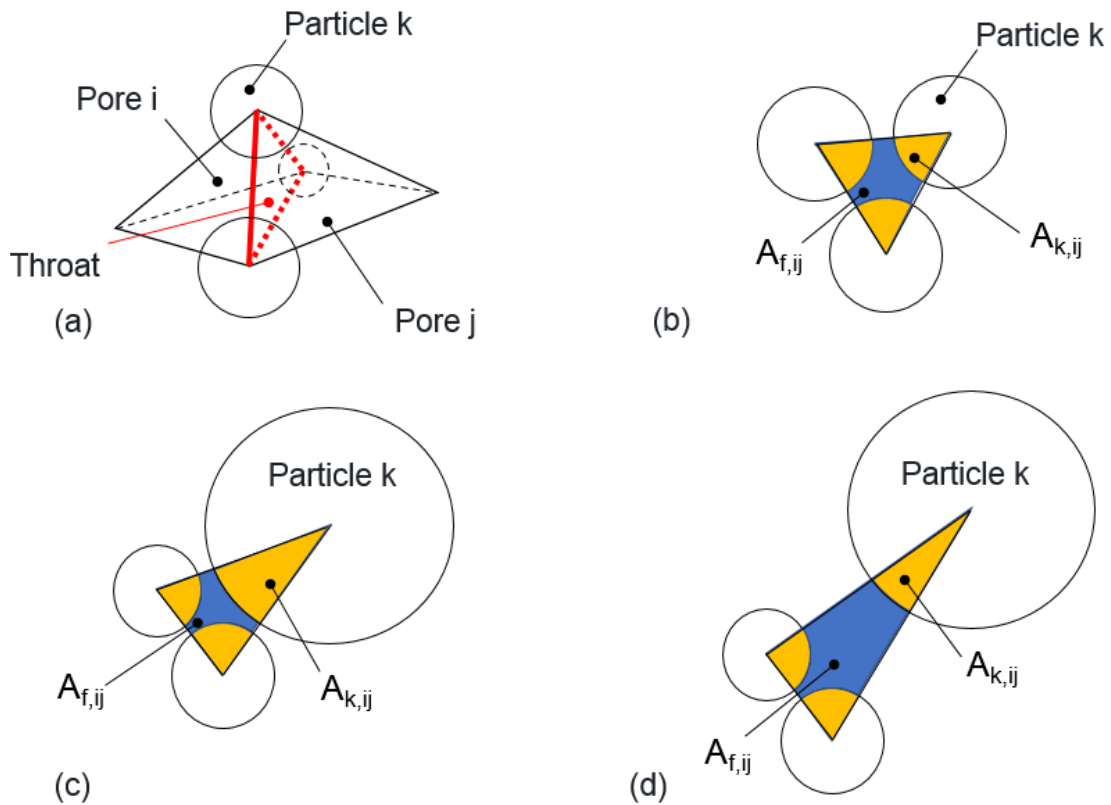 Particle k
Pore i
Throat
Pore j
(a)
Particle k
A_f,ij
A_k,ij
(b)
Particle k
A_f,ij
A_k,ij
(c)
Particle k
A_k,ij
A_f,ij
(d)